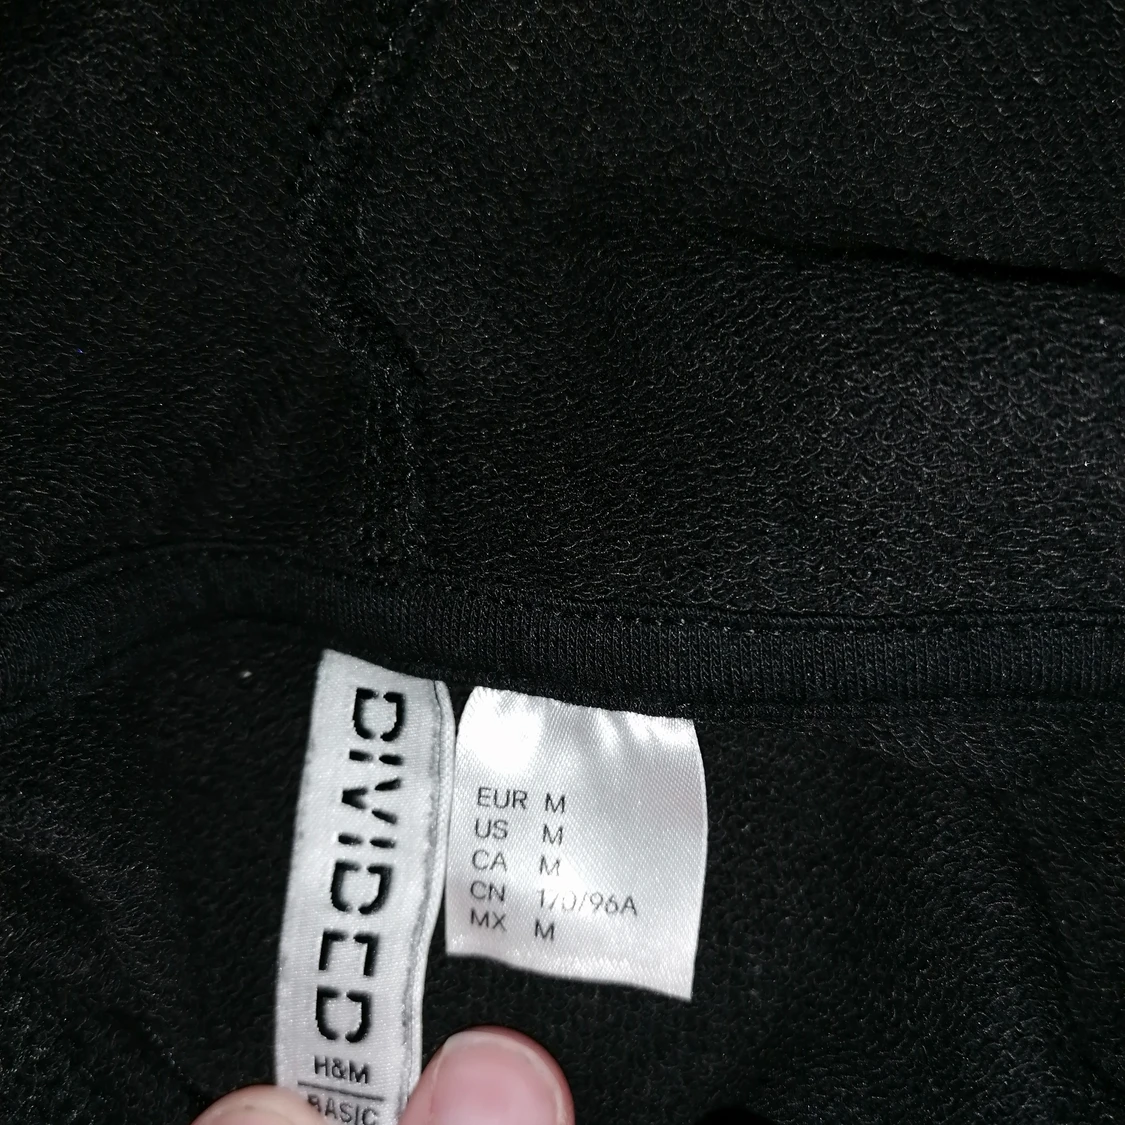 DIVIDED
H&M
BASIC
EUR M
US M
CA M
CN 170/96A
MX M